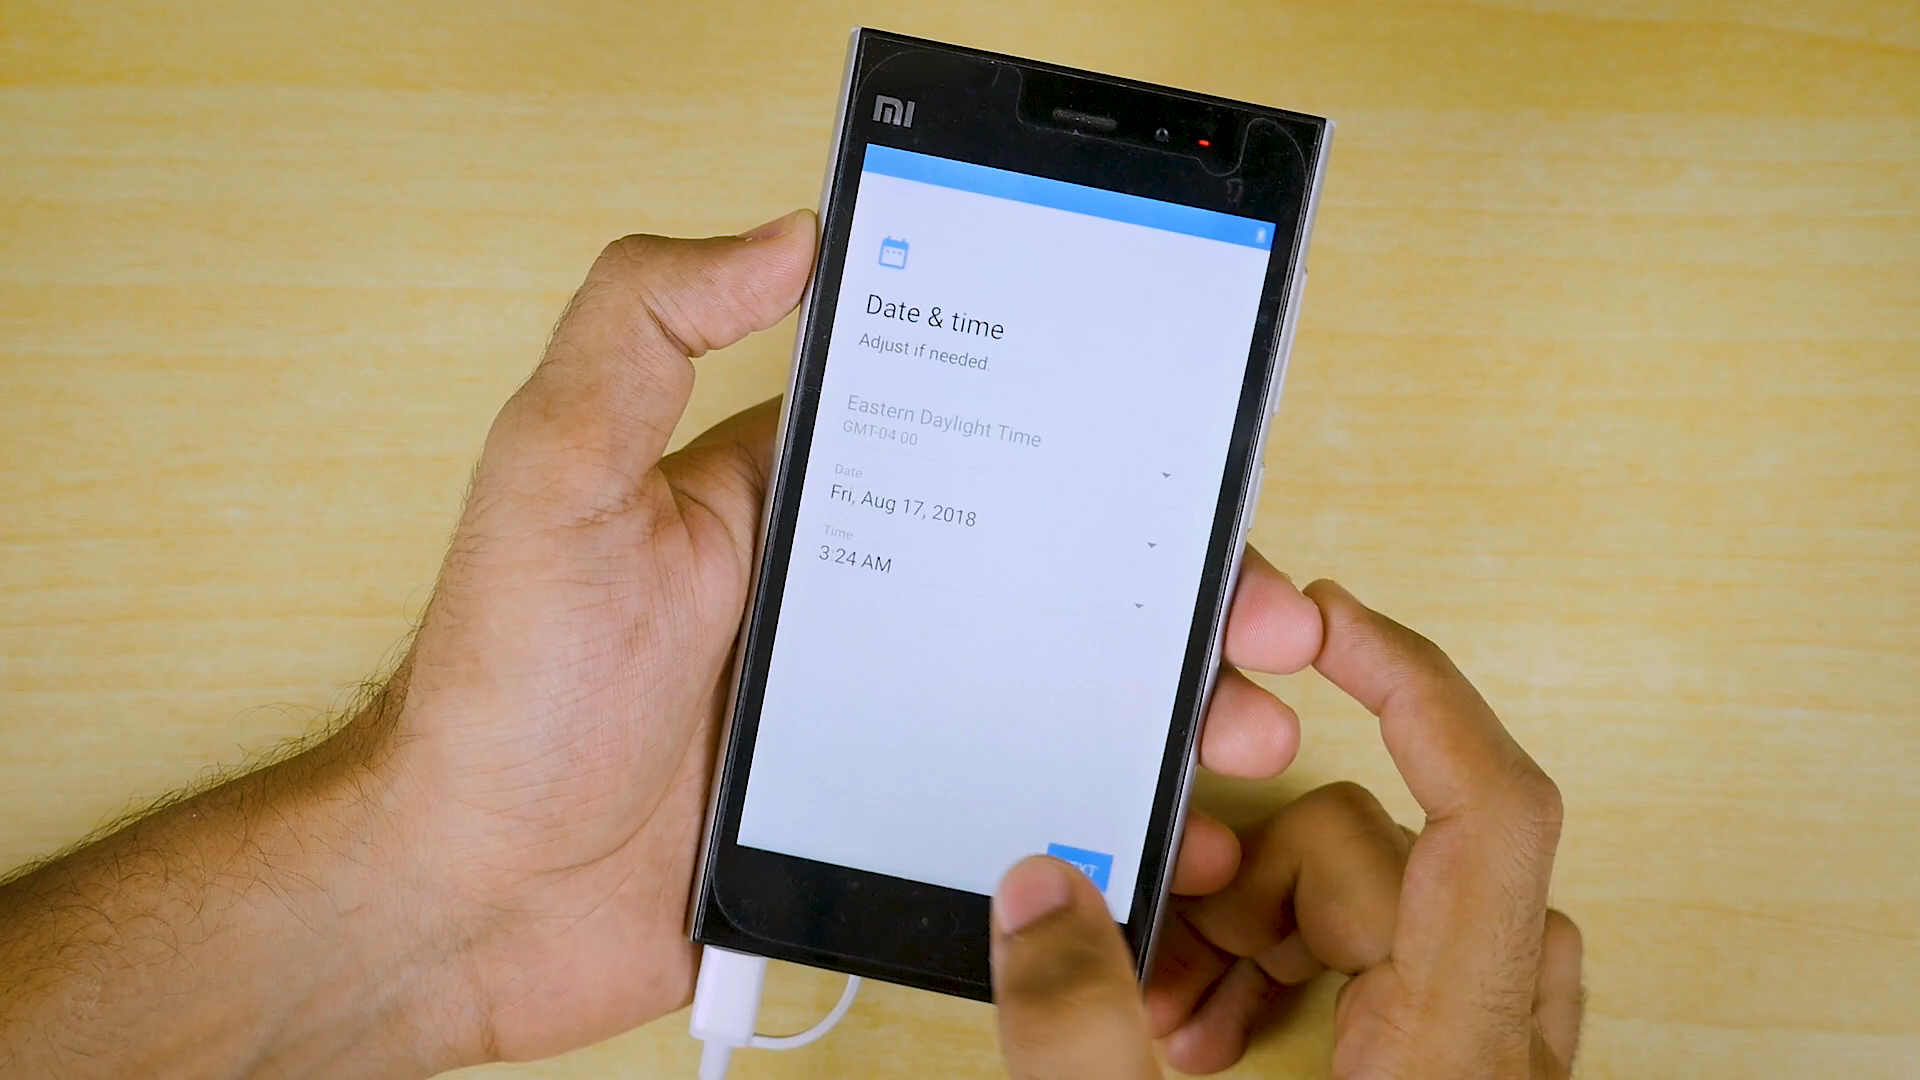 mi
Date & time
Adjust if needed.
Eastern Daylight Time
GMT-04:00
Date
Fri, Aug 17, 2018
Time
3:24 AM